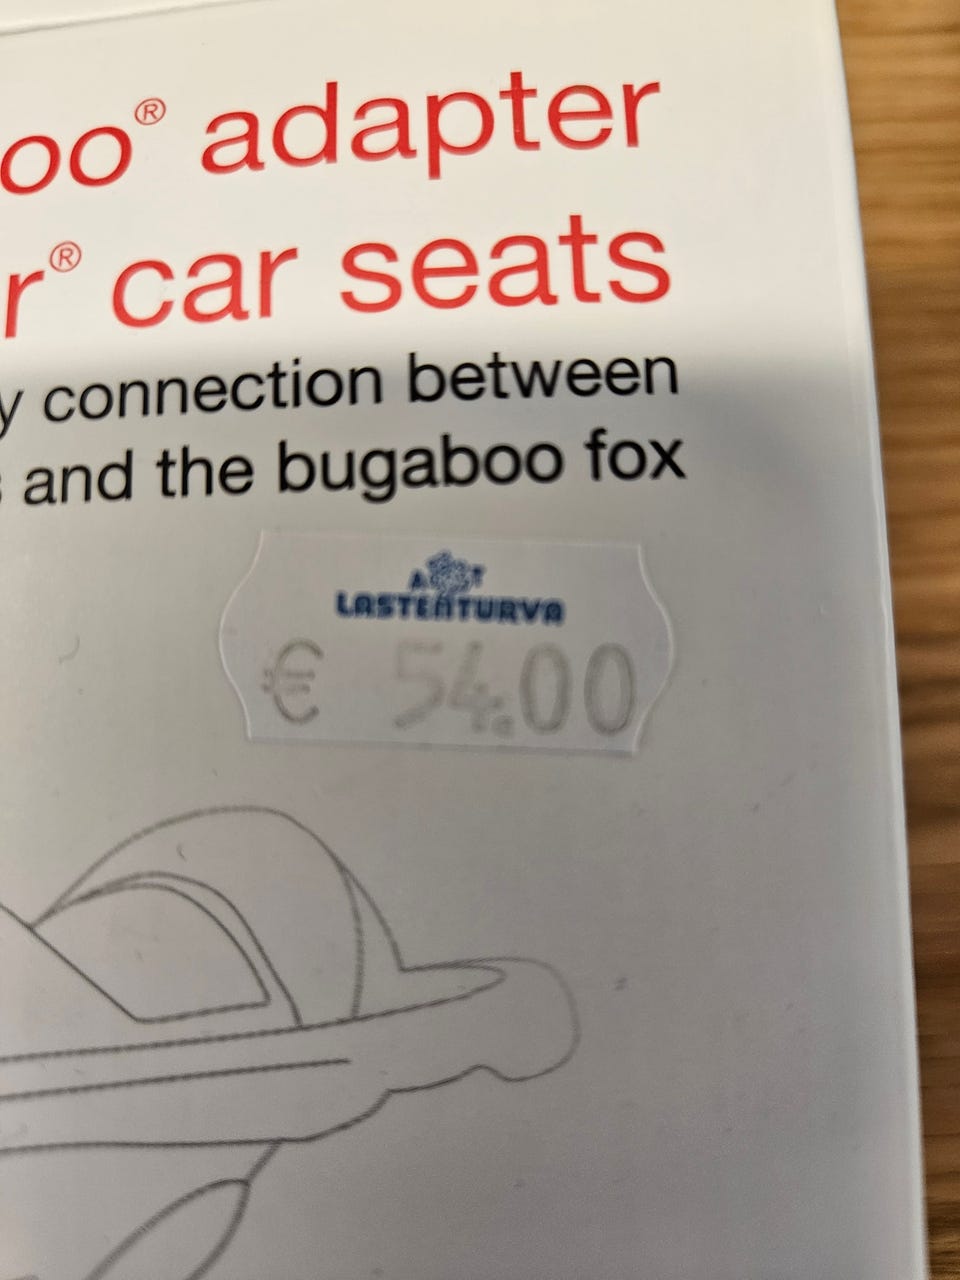 oo® adapter
r® car seats
y connection between
and the bugaboo fox
LASTENTURVA
€ 54.00